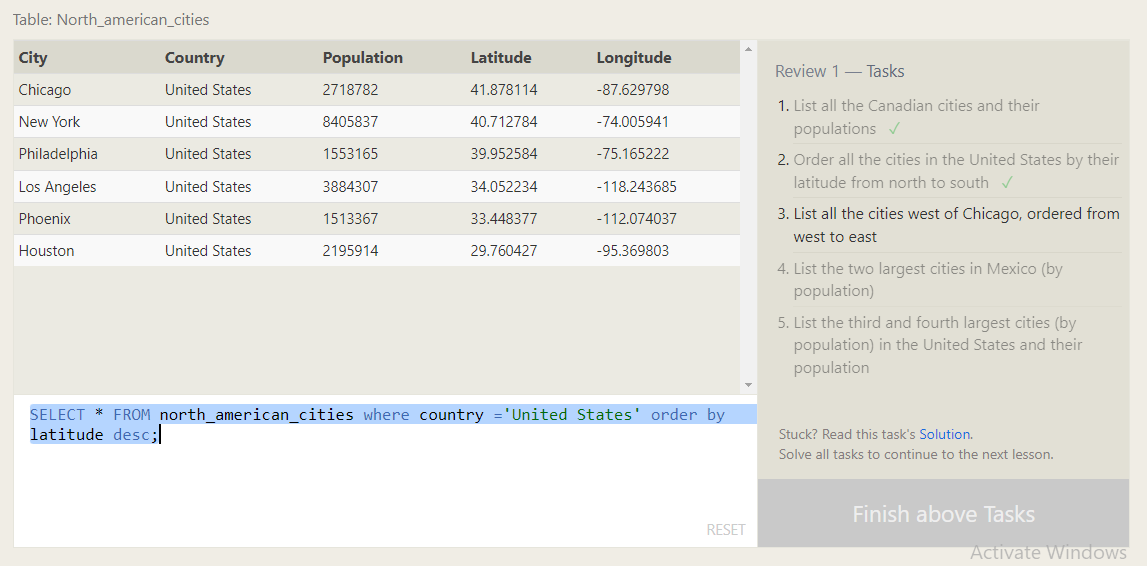 Table: North_american_cities
City Country Population Latitude Longitude
Chicago United States 2718782 41.878114 -87.629798
New York United States 8405837 40.712784 -74.005941
Philadelphia United States 1553165 39.952584 -75.165222
Los Angeles United States 3884307 34.052234 -118.243685
Phoenix United States 1513367 33.448377 -112.074037
Houston United States 2195914 29.760427 -95.369803
SELECT * FROM north_american_cities where country ='United States' order by
latitude desc;
RESET
Review 1 — Tasks
1. List all the Canadian cities and their
populations ✓
2. Order all the cities in the United States by their
latitude from north to south ✓
3. List all the cities west of Chicago, ordered from
west to east
4. List the two largest cities in Mexico (by
population)
5. List the third and fourth largest cities (by
population) in the United States and their
population
Stuck? Read this task's Solution.
Solve all tasks to continue to the next lesson.
Finish above Tasks
Activate Windows